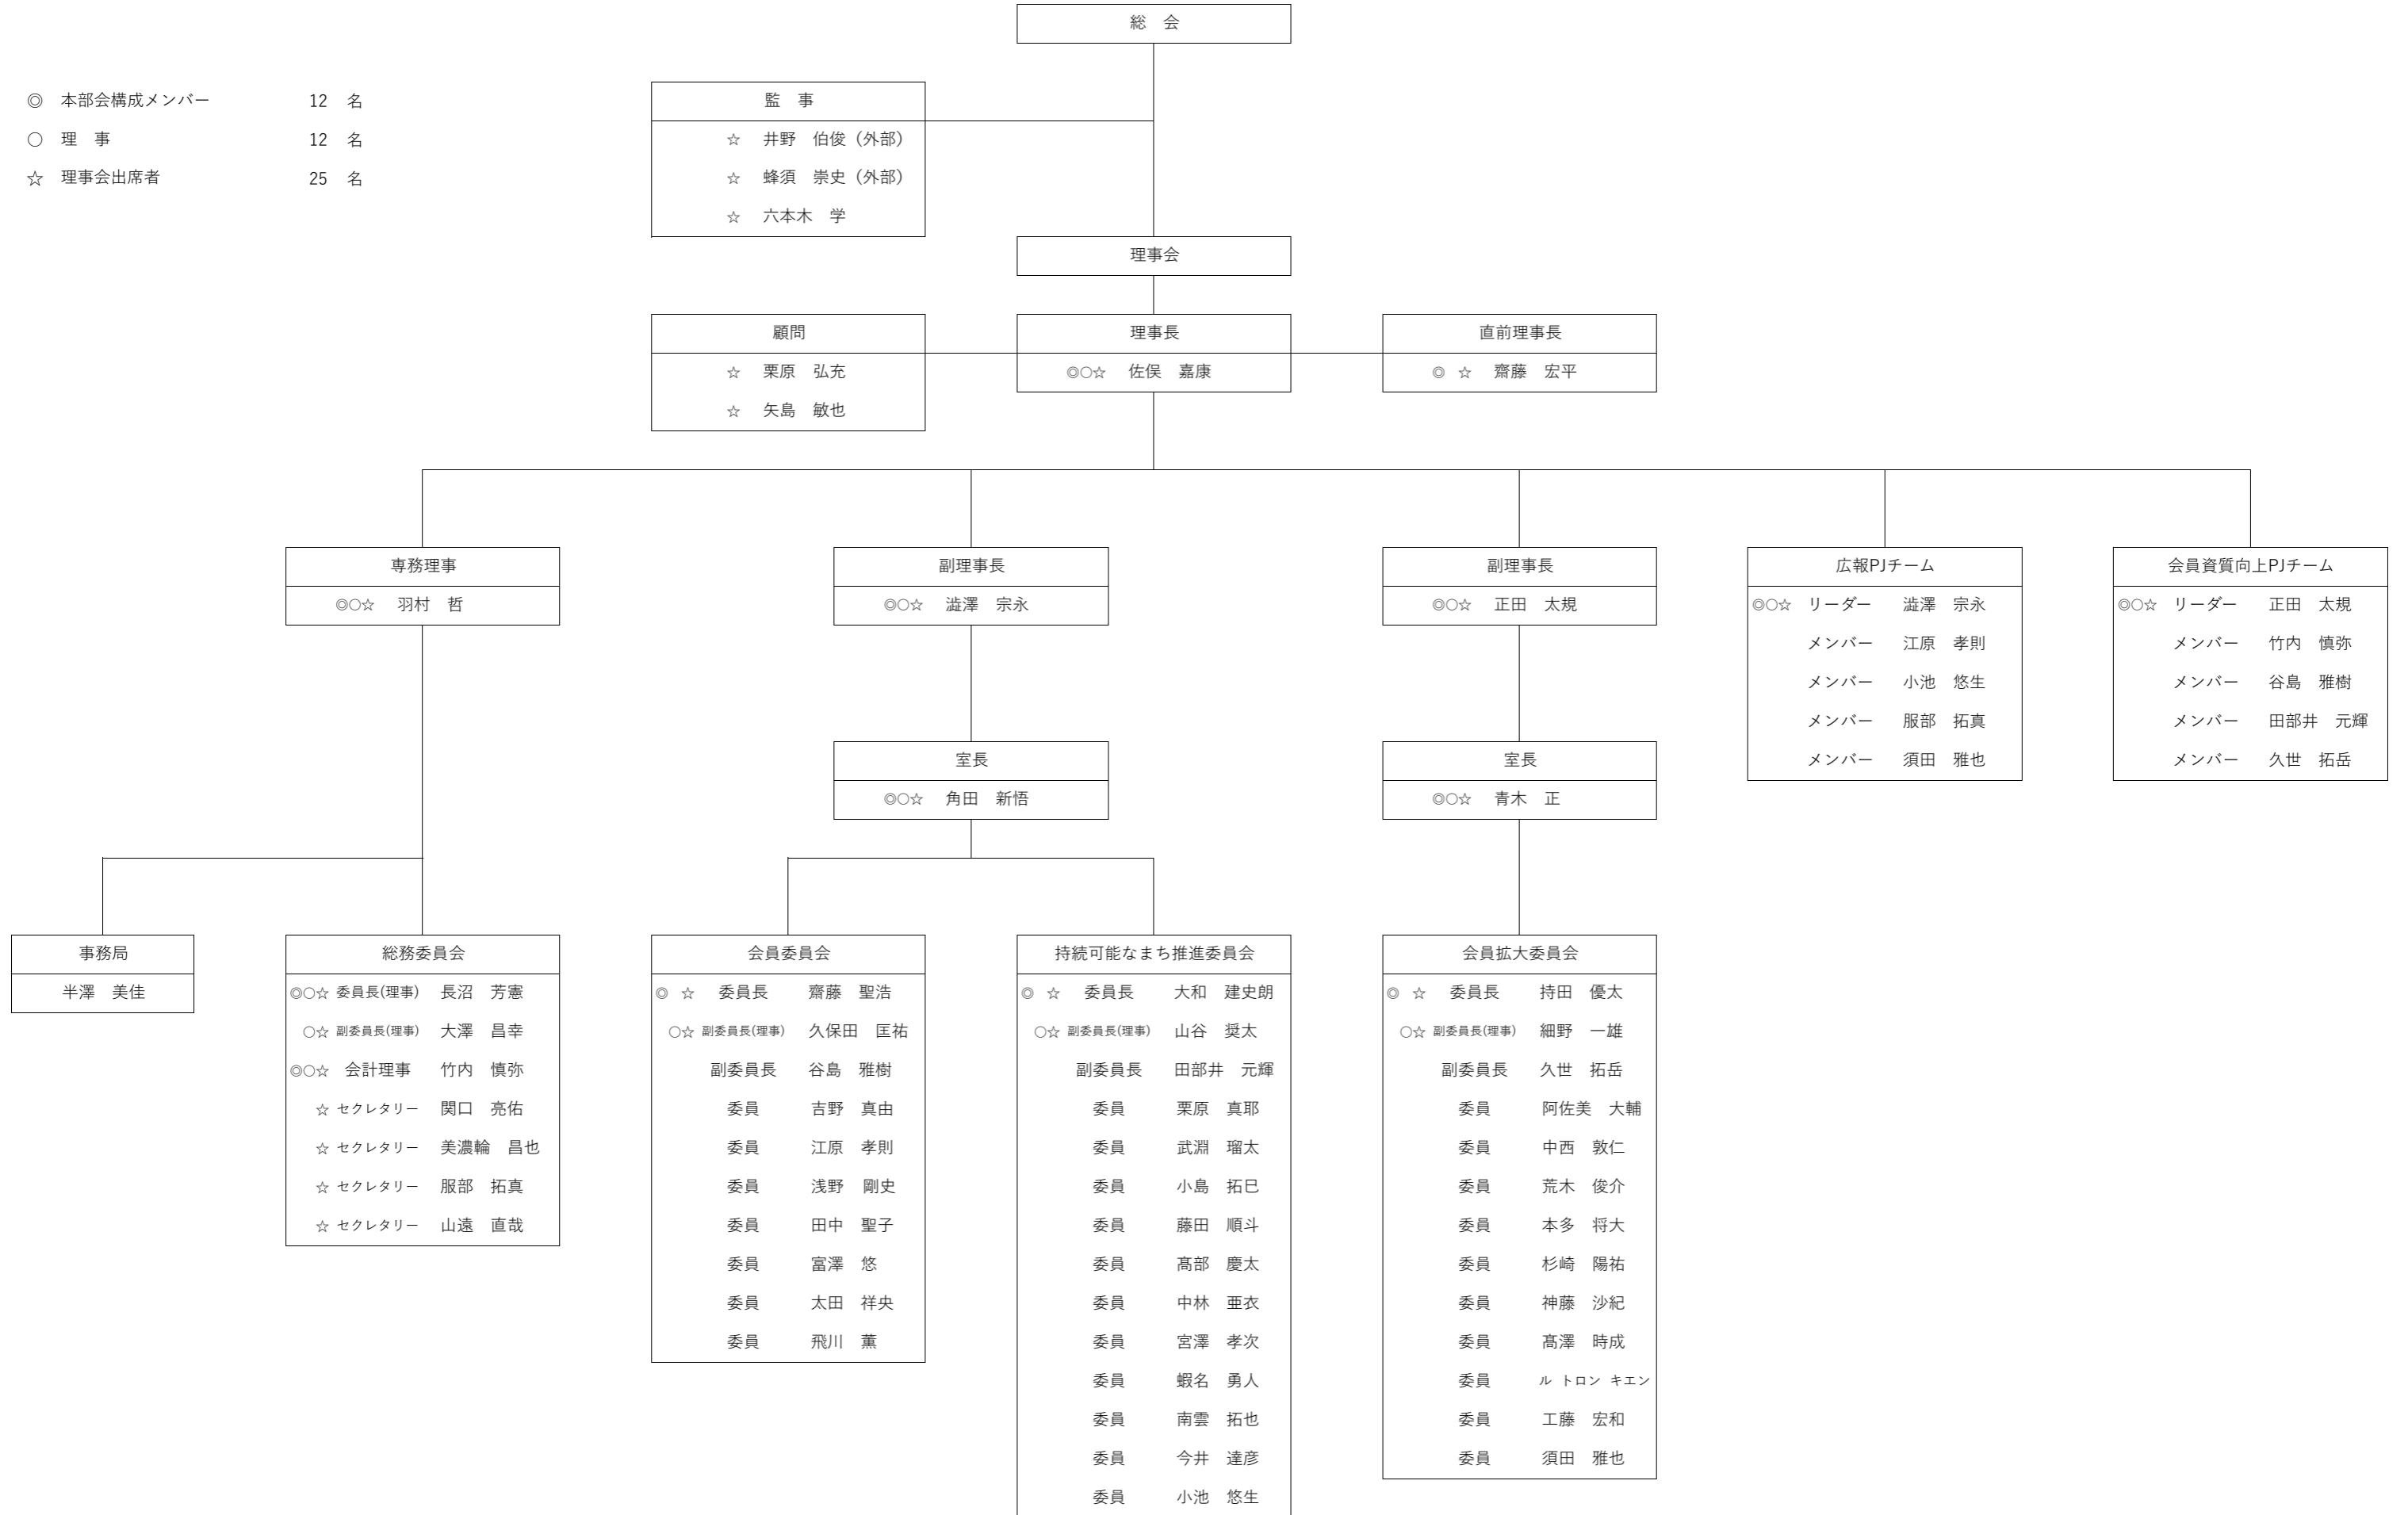 総　会
◎　本部会構成メンバー　12　名
○　理　事　12　名
☆　理事会出席者　25　名
監　事
☆　井野　伯俊（外部）
☆　蜂須　崇史（外部）
☆　六本木　学
理事会
顧問
☆　栗原　弘充
☆　矢島　敏也
理事長
◎○☆　佐俣　嘉康
直前理事長
◎　☆　齋藤　宏平
専務理事
◎○☆　羽村　哲
副理事長
◎○☆　澁澤　宗永
副理事長
◎○☆　正田　太規
広報PJチーム
◎○☆　リーダー　澁澤　宗永
メンバー　江原　孝則
メンバー　小池　悠生
メンバー　服部　拓真
メンバー　須田　雅也
会員資質向上PJチーム
◎○☆　リーダー　正田　太規
メンバー　竹内　慎弥
メンバー　谷島　雅樹
メンバー　田部井　元輝
メンバー　久世　拓岳
室長
◎○☆　角田　新悟
室長
◎○☆　青木　正
事務局
半澤　美佳
総務委員会
◎○☆　委員長(理事)　長沼　芳憲
○☆　副委員長(理事)　大澤　昌幸
◎○☆　会計理事　竹内　慎弥
☆　セクレタリー　関口　亮佑
☆　セクレタリー　美濃輪　昌也
☆　セクレタリー　服部　拓真
☆　セクレタリー　山遠　直哉
会員委員会
◎　☆　委員長　齋藤　聖浩
○☆　副委員長(理事)　久保田　匡祐
副委員長　谷島　雅樹
委員　吉野　真由
委員　江原　孝則
委員　浅野　剛史
委員　田中　聖子
委員　富澤　悠
委員　太田　祥央
委員　飛川　薫
持続可能なまち推進委員会
◎　☆　委員長　大和　建史朗
○☆　副委員長(理事)　山谷　奨太
副委員長　田部井　元輝
委員　栗原　真耶
委員　武淵　瑠太
委員　小島　拓巳
委員　藤田　順斗
委員　髙部　慶太
委員　中林　亜衣
委員　宮澤　孝次
委員　蝦名　勇人
委員　南雲　拓也
委員　今井　達彦
委員　小池　悠生
会員拡大委員会
◎　☆　委員長　持田　優太
○☆　副委員長(理事)　細野　一雄
副委員長　久世　拓岳
委員　阿佐美　大輔
委員　中西　敦仁
委員　荒木　俊介
委員　本多　将大
委員　杉崎　陽祐
委員　神藤　沙紀
委員　髙澤　時成
委員　ル　トロン　キエン
委員　工藤　宏和
委員　須田　雅也